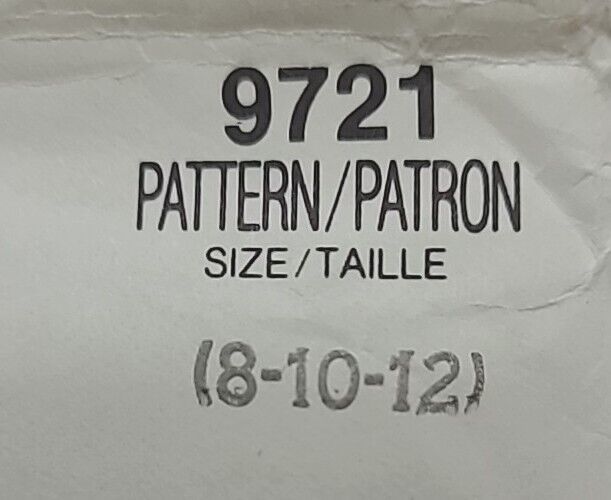 9721
PATTERN/PATRON
SIZE/TAILLE
(8-10-12)